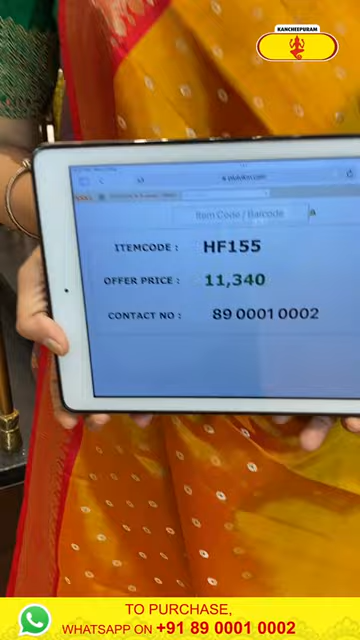 KANCHEEPURAM
Item Code / Barcode
ITEMCODE : HF155
OFFER PRICE : 11,340
CONTACT NO : 89 0001 0002
TO PURCHASE,
WHATSAPP ON +91 89 0001 0002